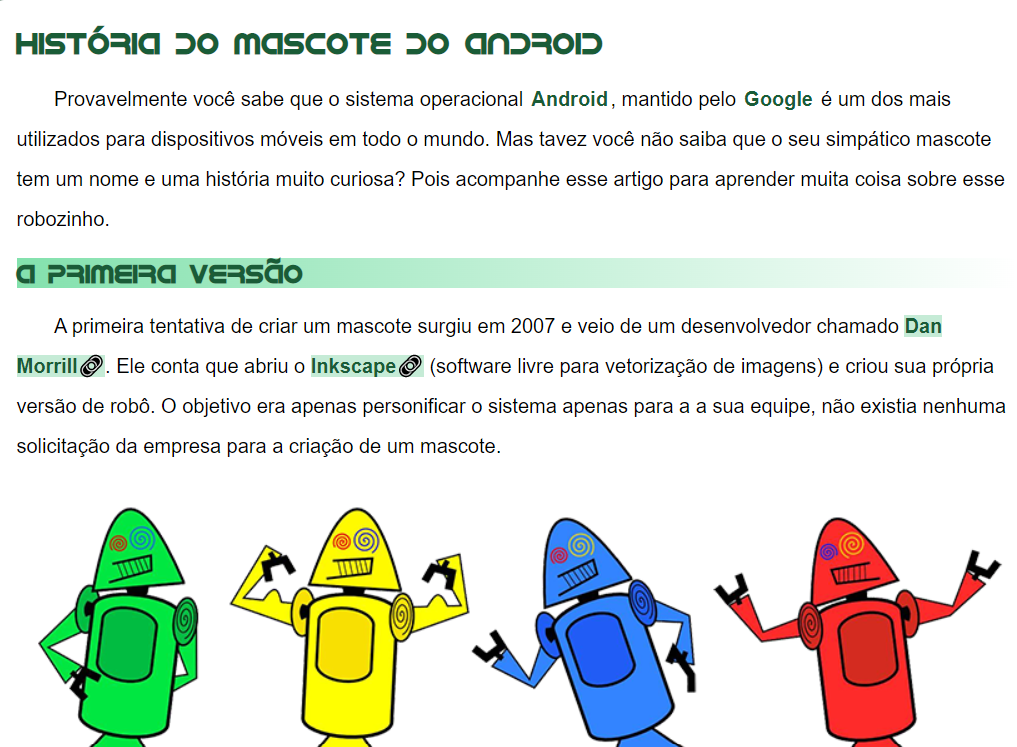 HISTÓRIA DO MASCOTE DO ANDROID
Provavelmente você sabe que o sistema operacional Android, mantido pelo Google é um dos mais
utilizados para dispositivos móveis em todo o mundo. Mas tavez você não saiba que o seu simpático mascote
tem um nome e uma história muito curiosa? Pois acompanhe esse artigo para aprender muita coisa sobre esse
robozinho.
A PRIMEIRA VERSÃO
A primeira tentativa de criar um mascote surgiu em 2007 e veio de um desenvolvedor chamado Dan
Morrill. Ele conta que abriu o Inkscape (software livre para vetorização de imagens) e criou sua própria
versão de robô. O objetivo era apenas personificar o sistema apenas para a a sua equipe, não existia nenhuma
solicitação da empresa para a criação de um mascote.